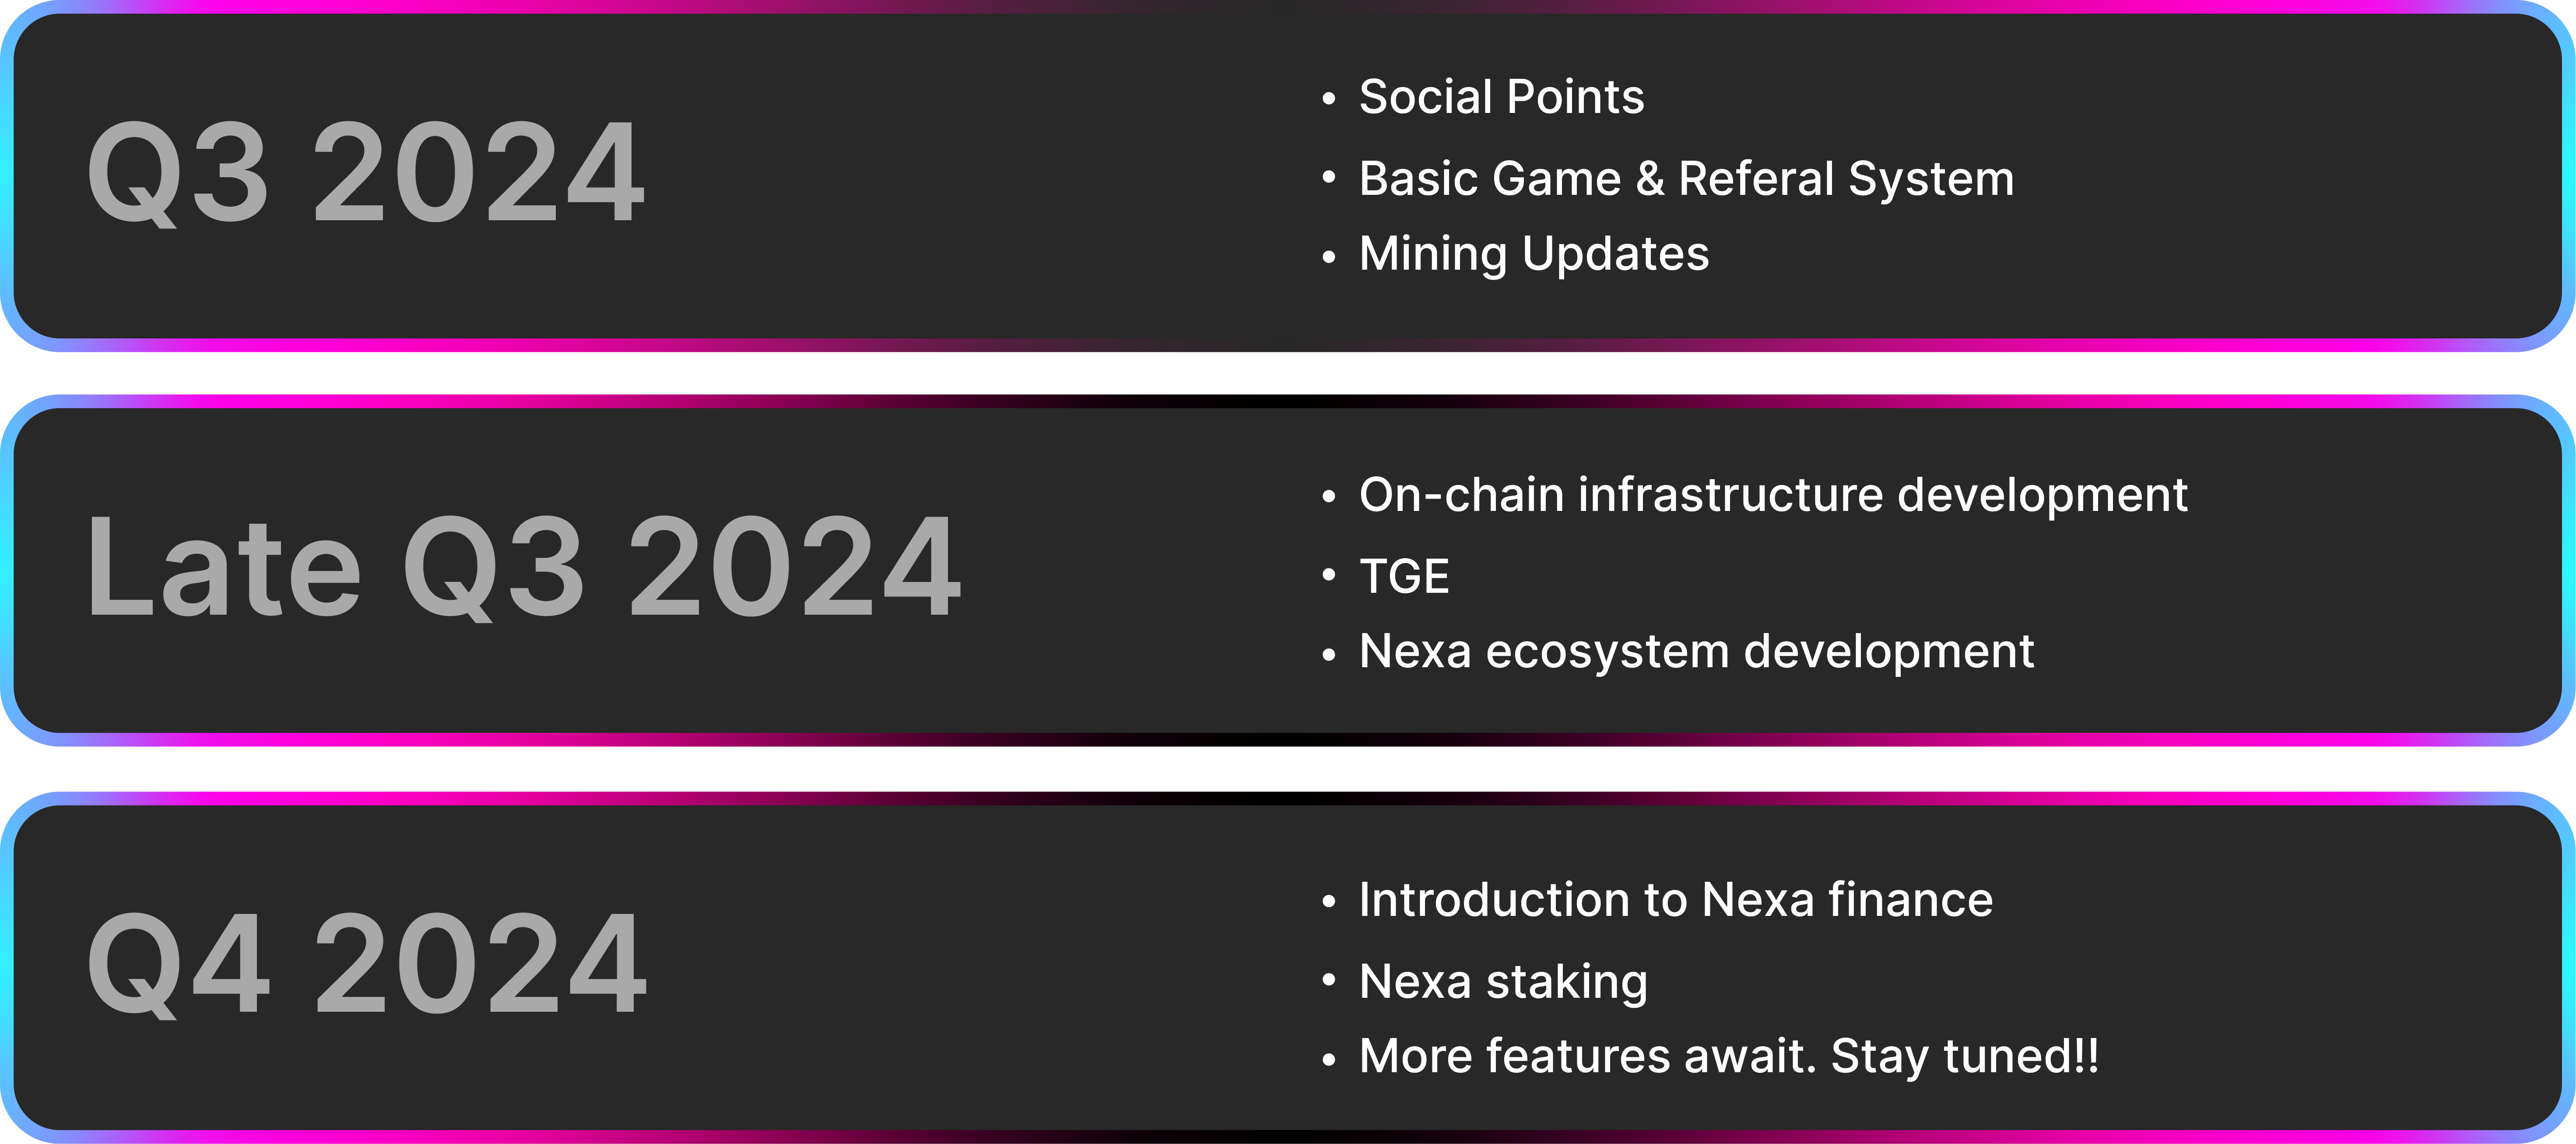 Q3 2024
• Social Points
• Basic Game & Referal System
• Mining Updates
Late Q3 2024
• On-chain infrastructure development
• TGE
• Nexa ecosystem development
Q4 2024
• Introduction to Nexa finance
• Nexa staking
• More features await. Stay tuned!!